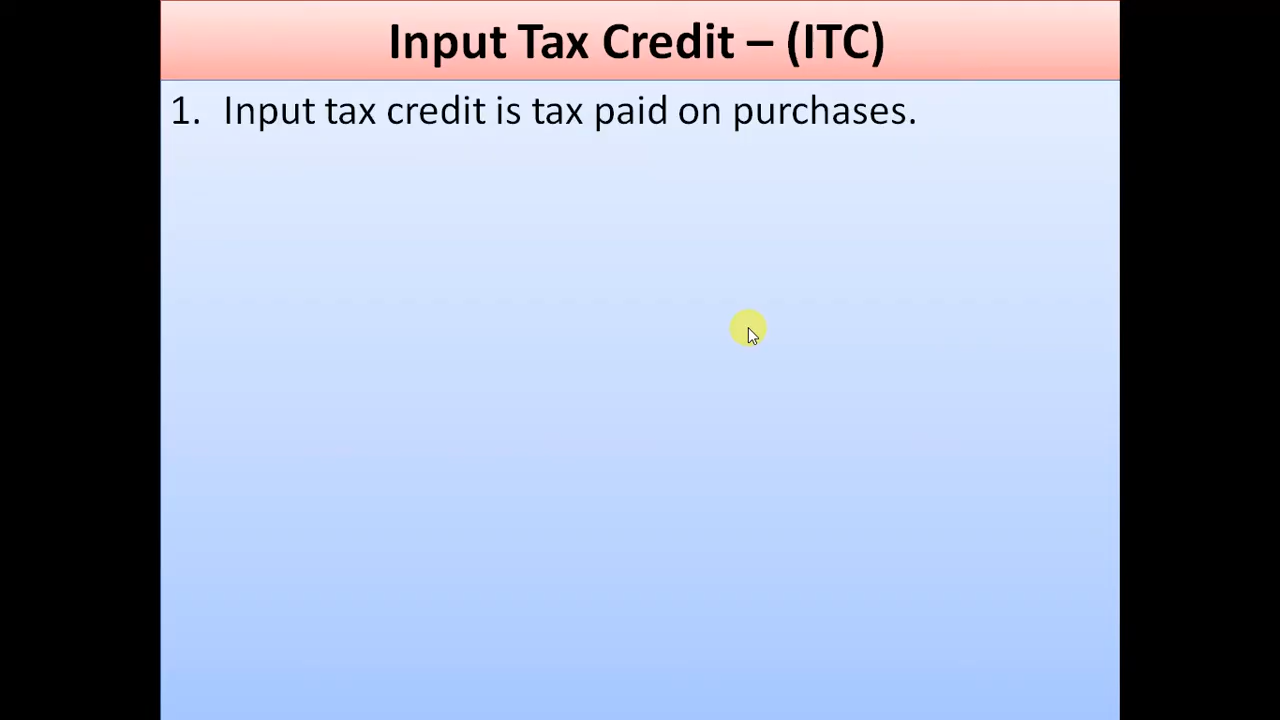 Input Tax Credit – (ITC)
1. Input tax credit is tax paid on purchases.